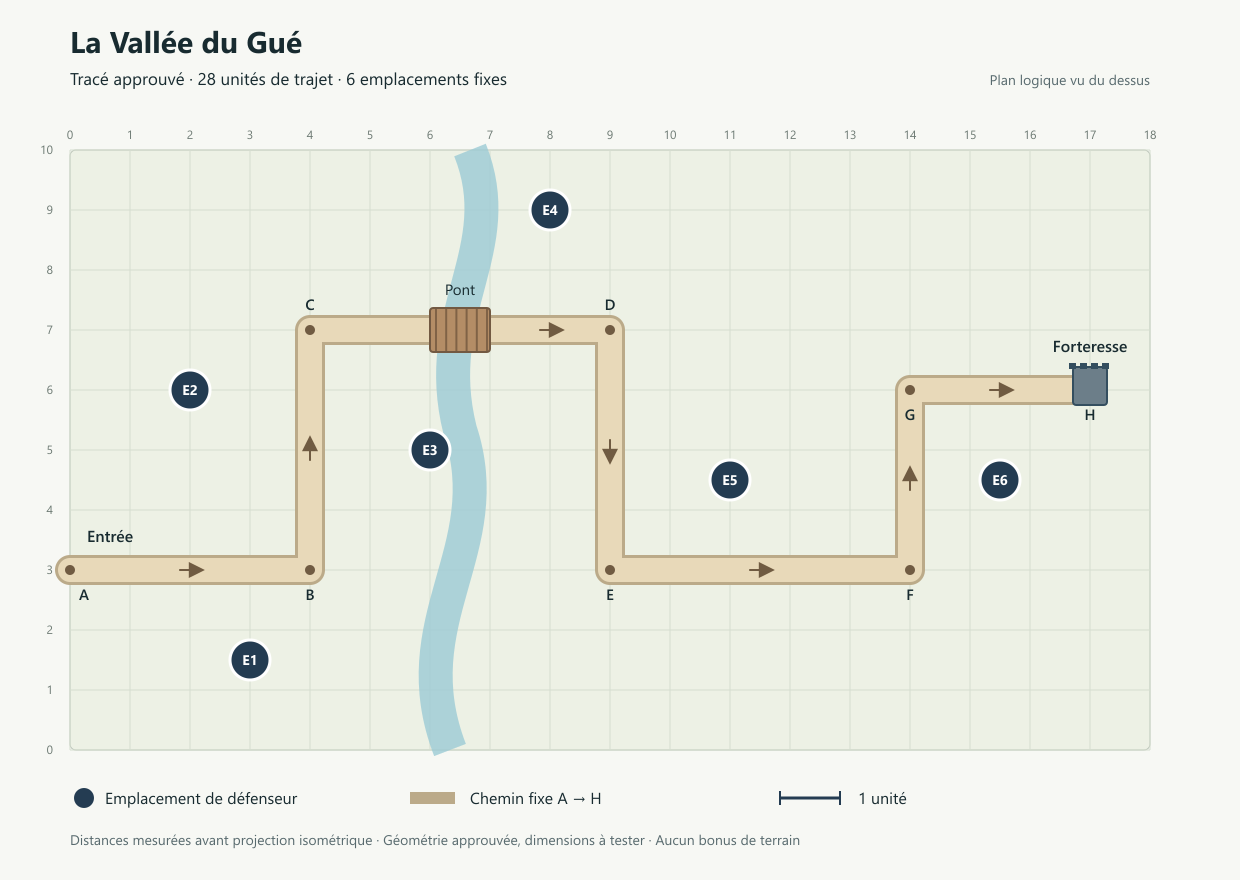 La Vallée du Gué
Tracé approuvé · 28 unités de trajet · 6 emplacements fixes
Plan logique vu du dessus
0 1 2 3 4 5 6 7 8 9 10 11 12 13 14 15 16 17 18
10
9
E4
8
Pont
C
D
7
Forteresse
E2
6
G
H
E3
5
E5
E6
4
Entrée
3
A
B
E
F
2
E1
1
0
Emplacement de défenseur
Chemin fixe A → H
1 unité
Distances mesurées avant projection isométrique · Géométrie approuvée, dimensions à tester · Aucun bonus de terrain